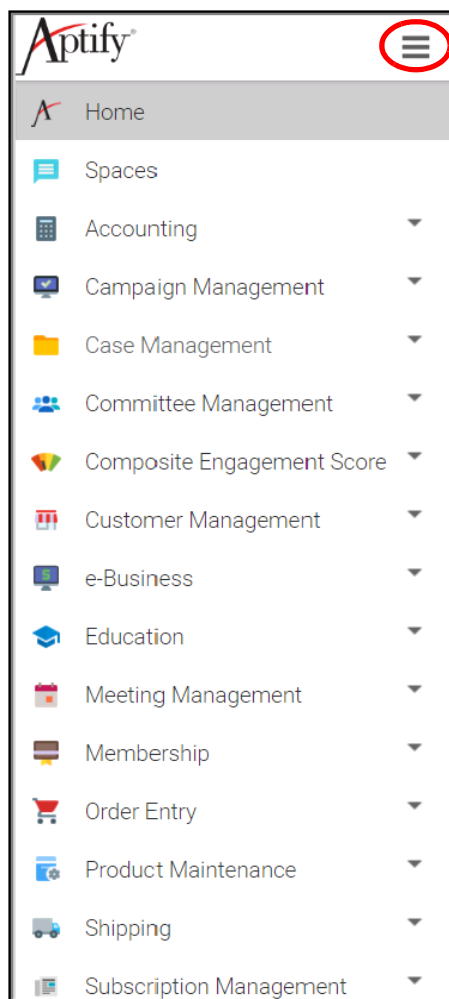 Aptify®
Home
Spaces
Accounting
Campaign Management
Case Management
Committee Management
Composite Engagement Score
Customer Management
e-Business
Education
Meeting Management
Membership
Order Entry
Product Maintenance
Shipping
Subscription Management